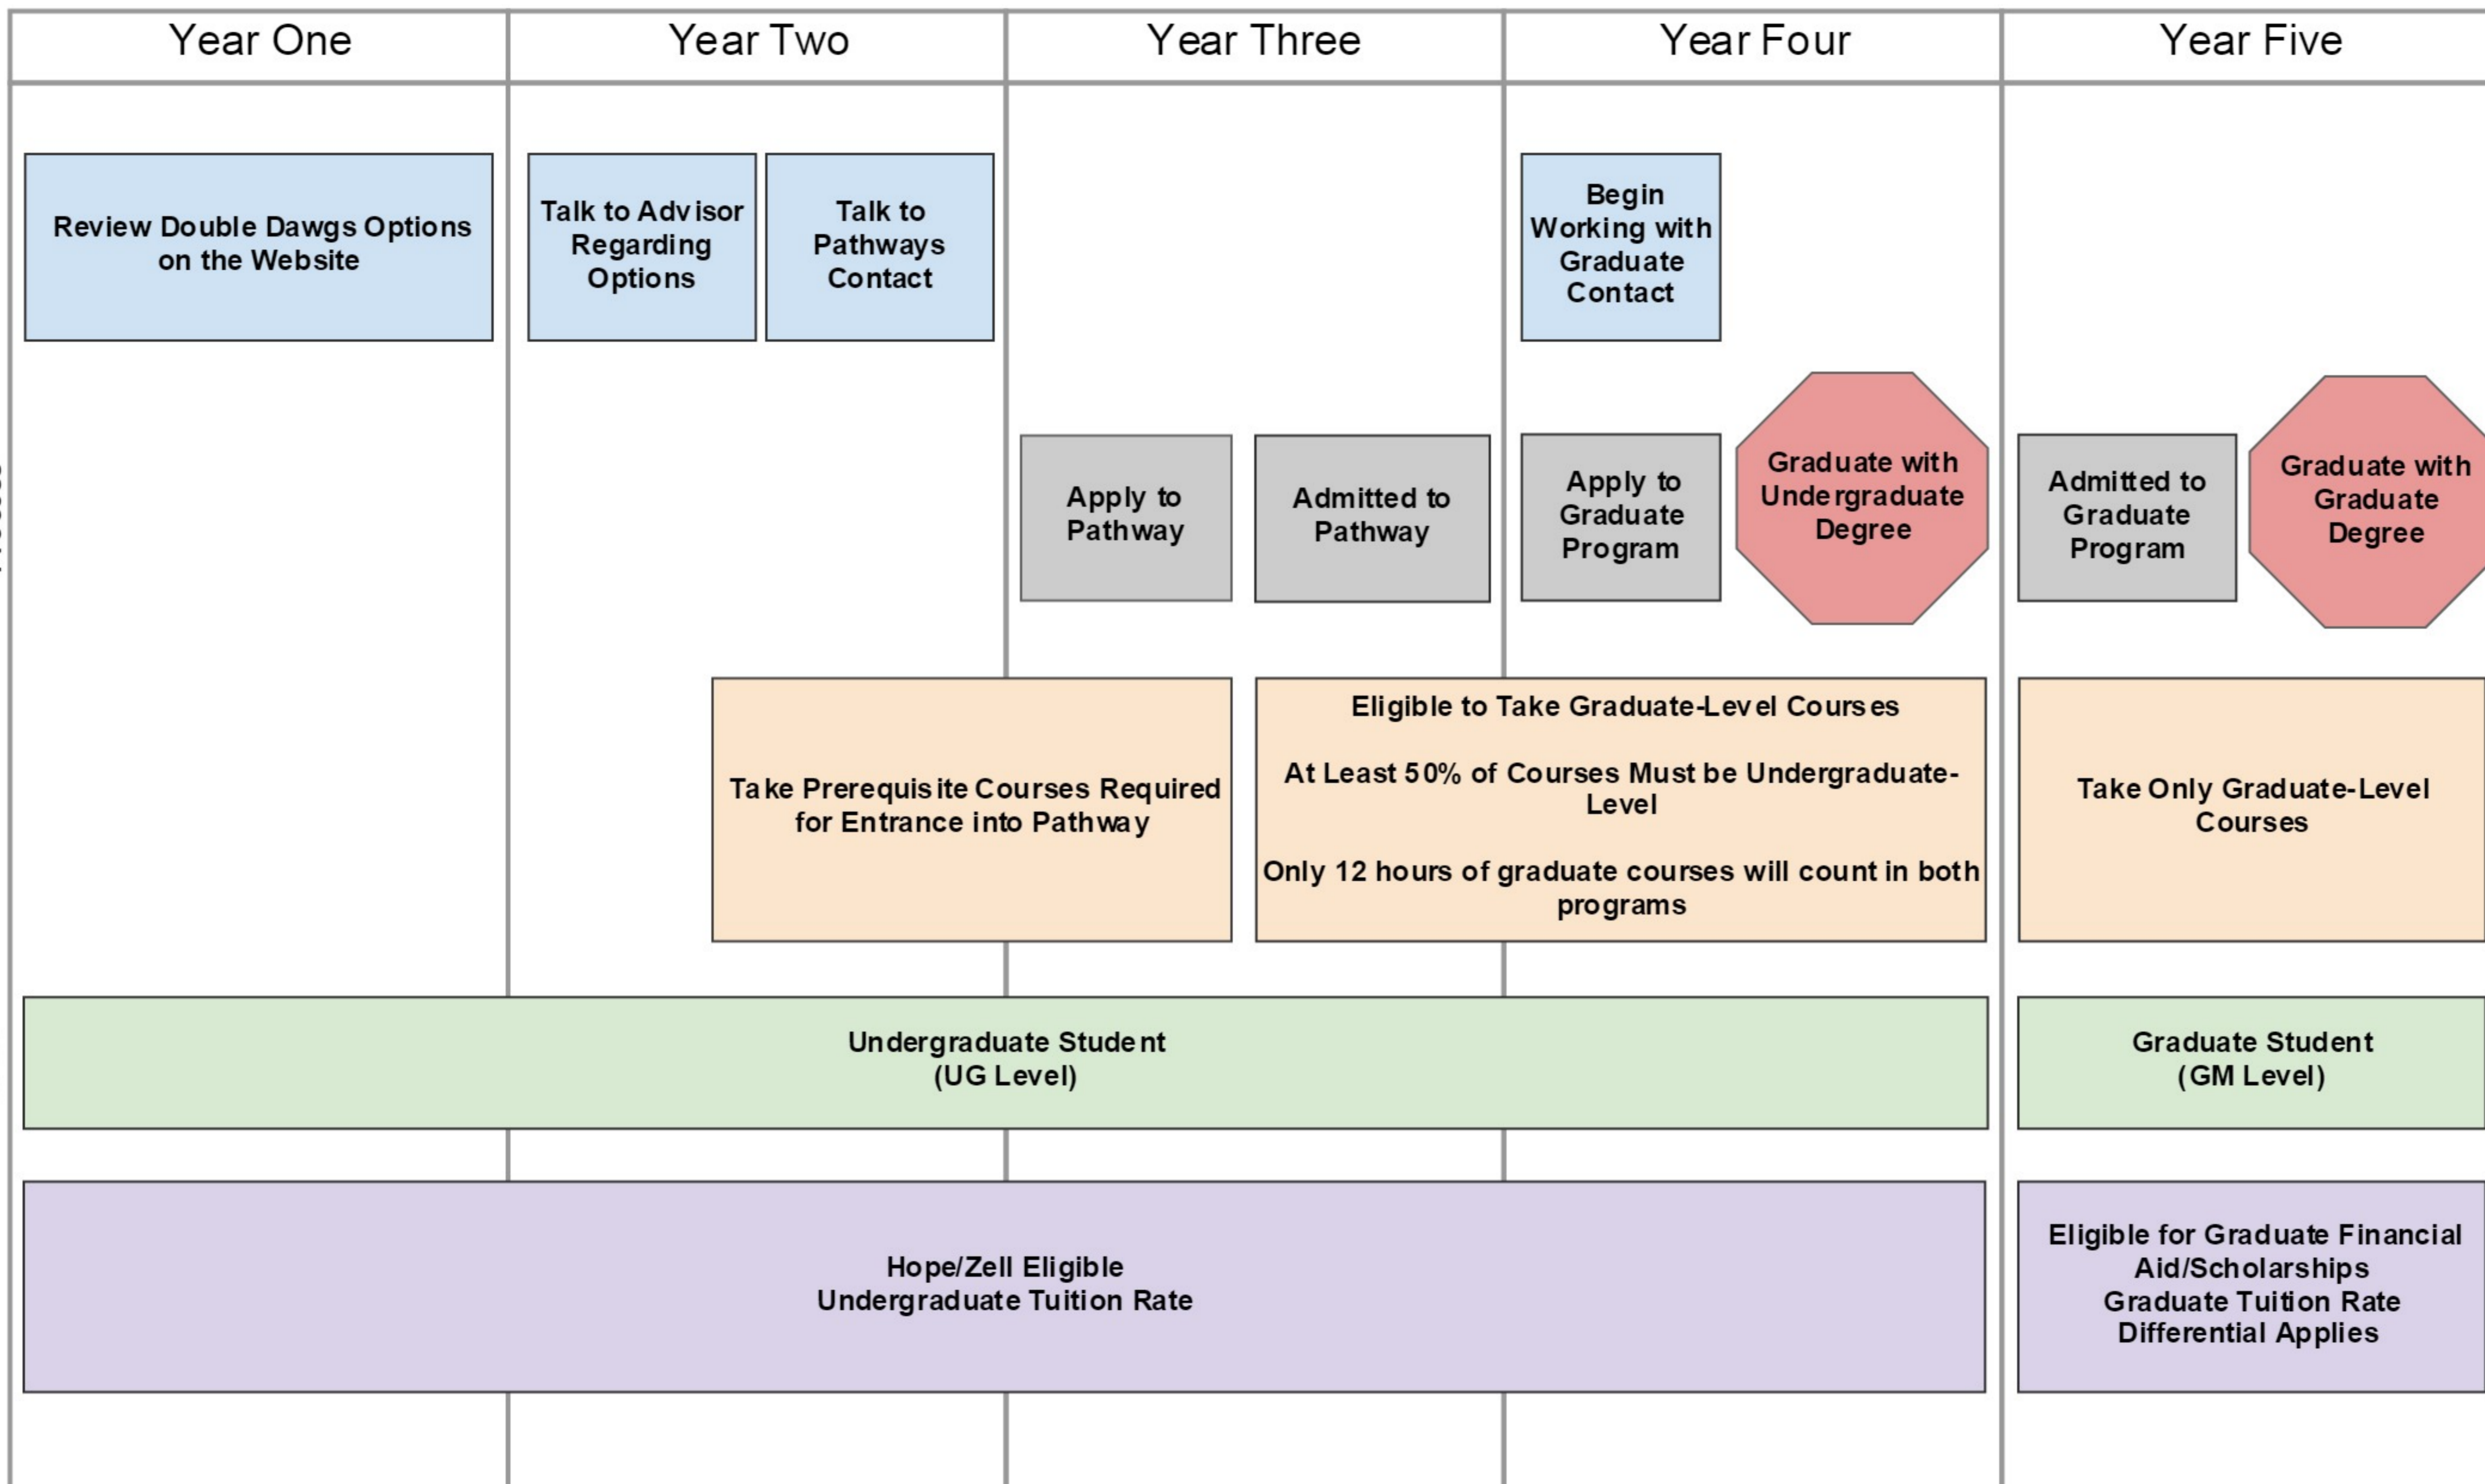 Year One
Year Two
Year Three
Year Four
Year Five
Review Double Dawgs Options
on the Website
Talk to Advisor
Regarding
Options
Talk to
Pathways
Contact
Begin
Working with
Graduate
Contact
Apply to
Pathway
Admitted to
Pathway
Apply to
Graduate
Program
Graduate with
Undergraduate
Degree
Admitted to
Graduate
Program
Graduate with
Graduate
Degree
Take Prerequisite Courses Required
for Entrance into Pathway
Eligible to Take Graduate-Level Courses
At Least 50% of Courses Must be Undergraduate-
Level
Only 12 hours of graduate courses will count in both
programs
Take Only Graduate-Level
Courses
Undergraduate Student
(UG Level)
Graduate Student
(GM Level)
Hope/Zell Eligible
Undergraduate Tuition Rate
Eligible for Graduate Financial
Aid/Scholarships
Graduate Tuition Rate
Differential Applies